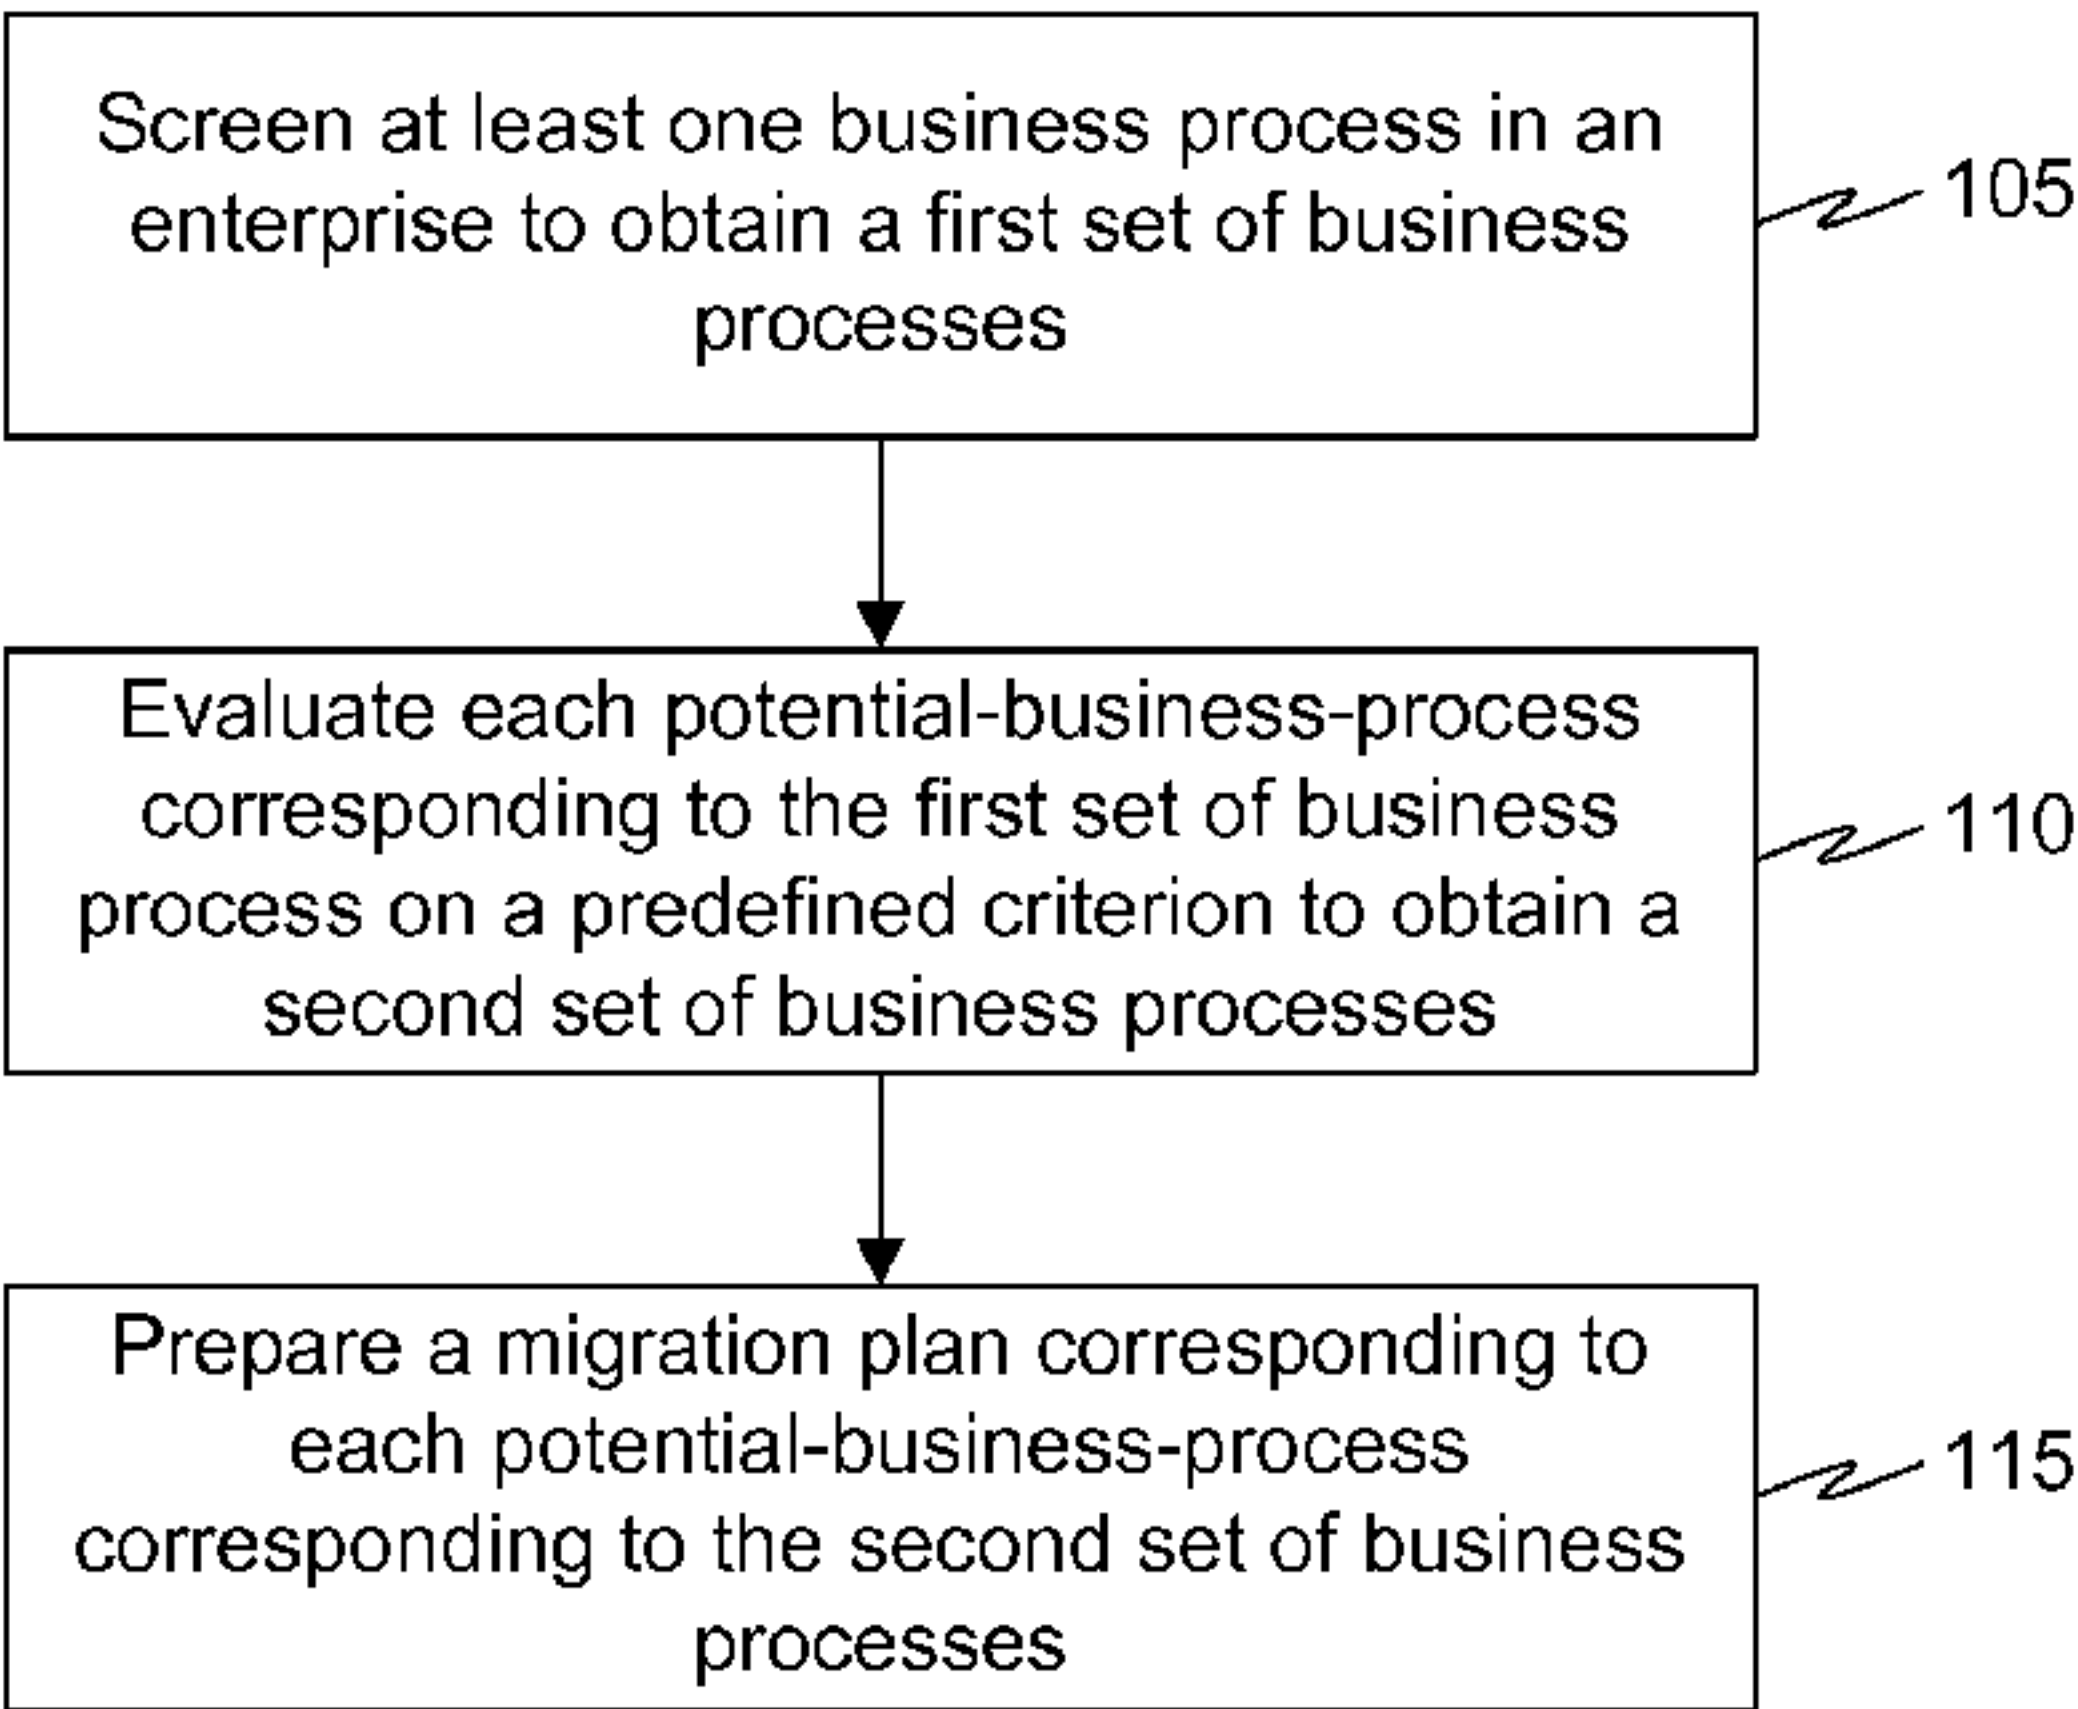 Screen at least one business process in an
enterprise to obtain a first set of business
processes
105
Evaluate each potential-business-process
corresponding to the first set of business
process on a predefined criterion to obtain a
second set of business processes
110
Prepare a migration plan corresponding to
each potential-business-process
corresponding to the second set of business
processes
115